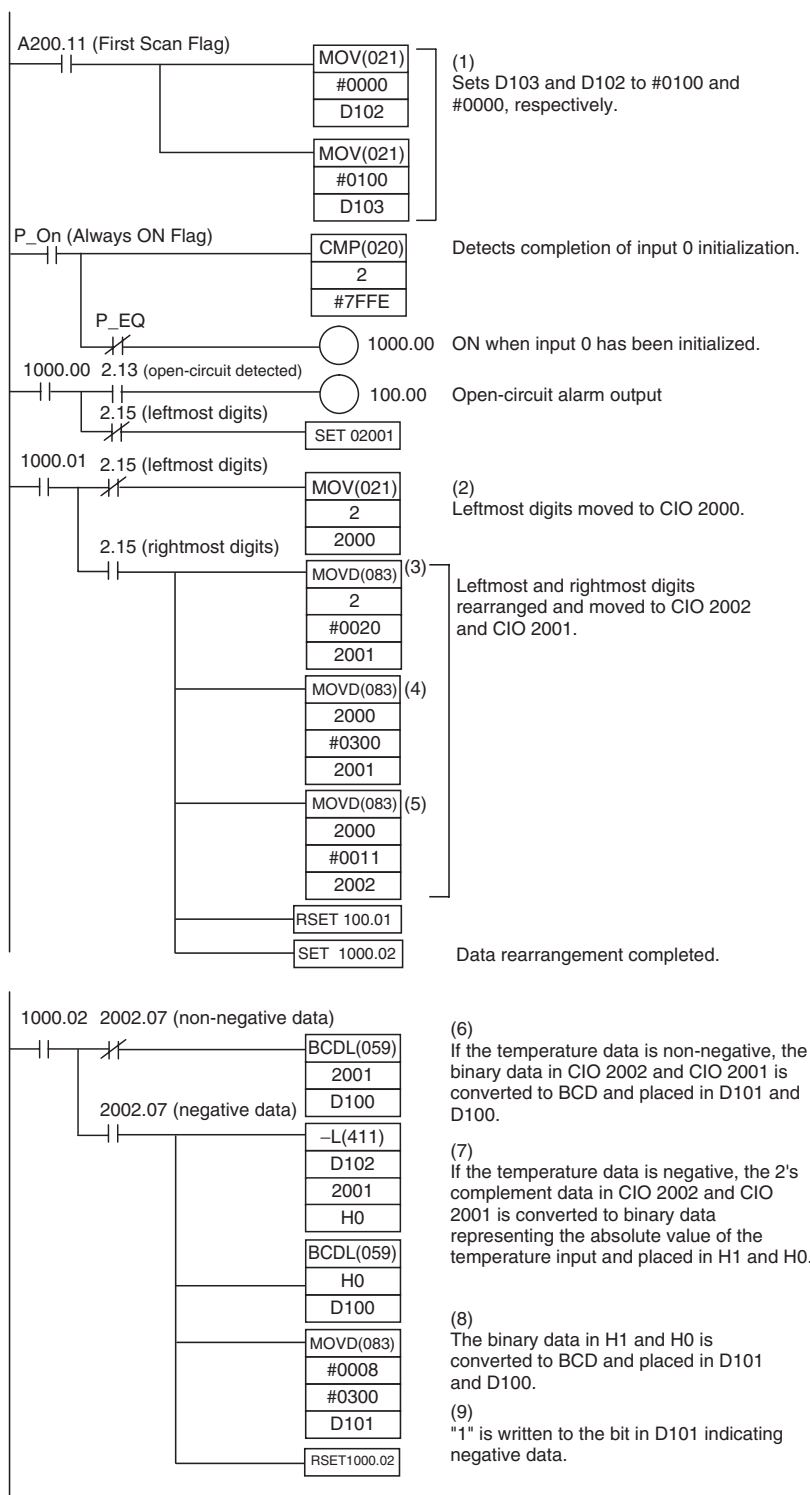 A200.11 (First Scan Flag)
MOV(021)
#0000
D102
MOV(021)
#0100
D103
(1)
Sets D103 and D102 to #0100 and
#0000, respectively.
P_On (Always ON Flag)
CMP(020)
2
#7FFE
Detects completion of input 0 initialization.
P_EQ
1000.00
ON when input 0 has been initialized.
1000.00
2.13 (open-circuit detected)
100.00
Open-circuit alarm output
2.15 (leftmost digits)
SET 02001
1000.01
2.15 (leftmost digits)
MOV(021)
2
2000
(2)
Leftmost digits moved to CIO 2000.
2.15 (rightmost digits)
MOVD(083)
(3)
2
#0020
2001
Leftmost and rightmost digits
rearranged and moved to CIO 2002
and CIO 2001.
MOVD(083)
(4)
2000
#0300
2001
MOVD(083)
(5)
2000
#0011
2002
RSET 100.01
SET 1000.02
Data rearrangement completed.
1000.02
2002.07 (non-negative data)
BCDL(059)
2001
D100
(6)
If the temperature data is non-negative, the
binary data in CIO 2002 and CIO 2001 is
converted to BCD and placed in D101 and
D100.
2002.07 (negative data)
–L(411)
D102
2001
H0
(7)
If the temperature data is negative, the 2's
complement data in CIO 2002 and CIO
2001 is converted to binary data
representing the absolute value of the
temperature input and placed in H1 and H0.
BCDL(059)
H0
D100
(8)
The binary data in H1 and H0 is
converted to BCD and placed in D101
and D100.
MOVD(083)
#0008
#0300
D101
(9)
"1" is written to the bit in D101 indicating
negative data.
RSET1000.02